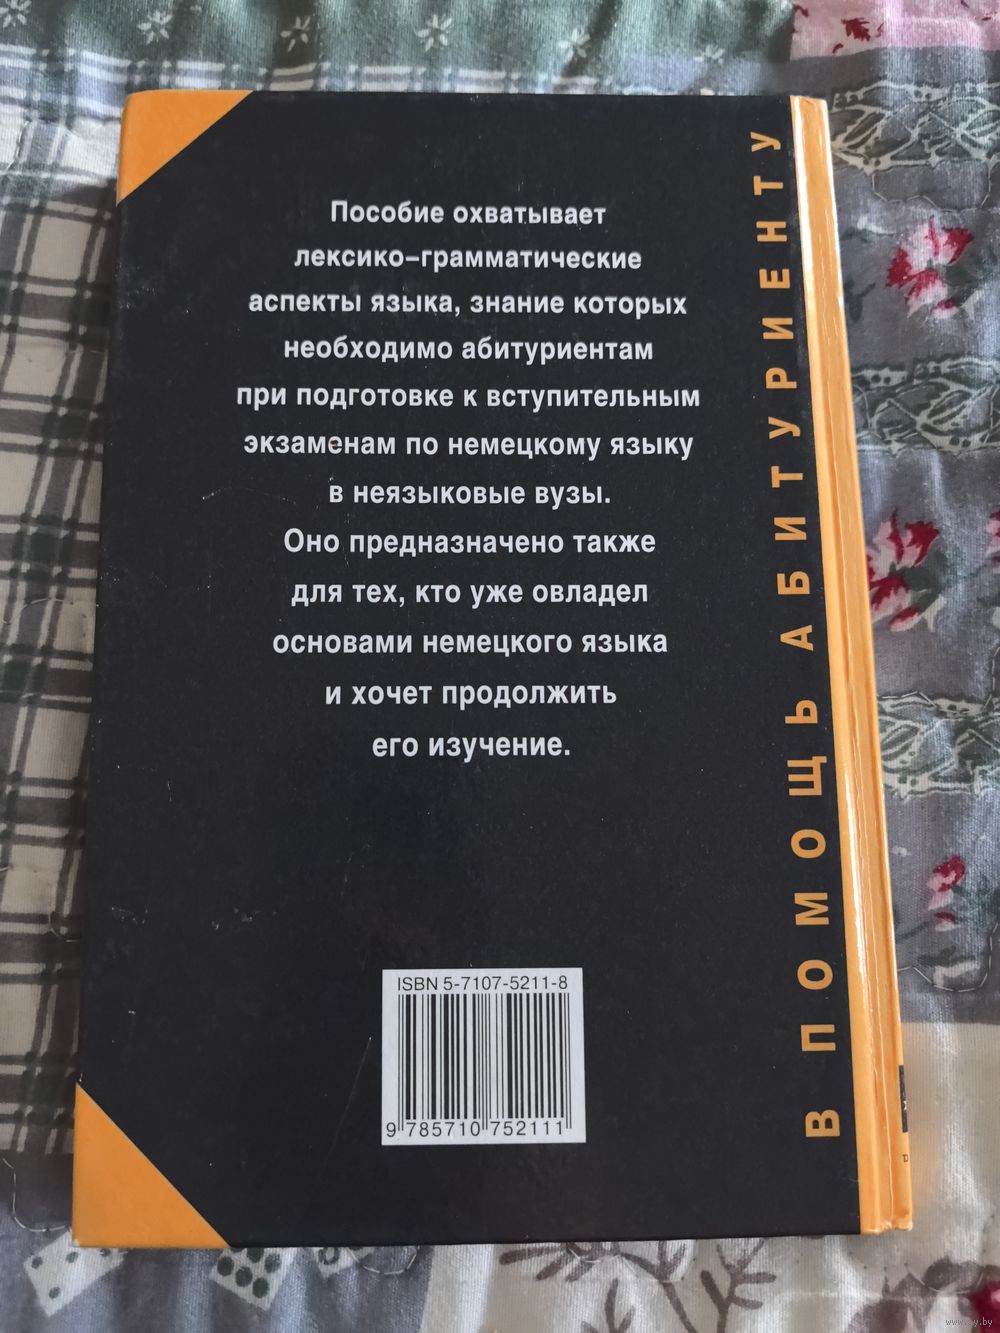 Пособие охватывает
лексико-грамматические
аспекты языка, знание которых
необходимо абитуриентам
при подготовке к вступительным
экзаменам по немецкому языку
в неязыковые вузы.
Оно предназначено также
для тех, кто уже овладел
основами немецкого языка
и хочет продолжить
его изучение.
В ПОМОЩЬ АБИТУРИЕНТУ
ISBN 5-7107-5211-8
9 785710 752111